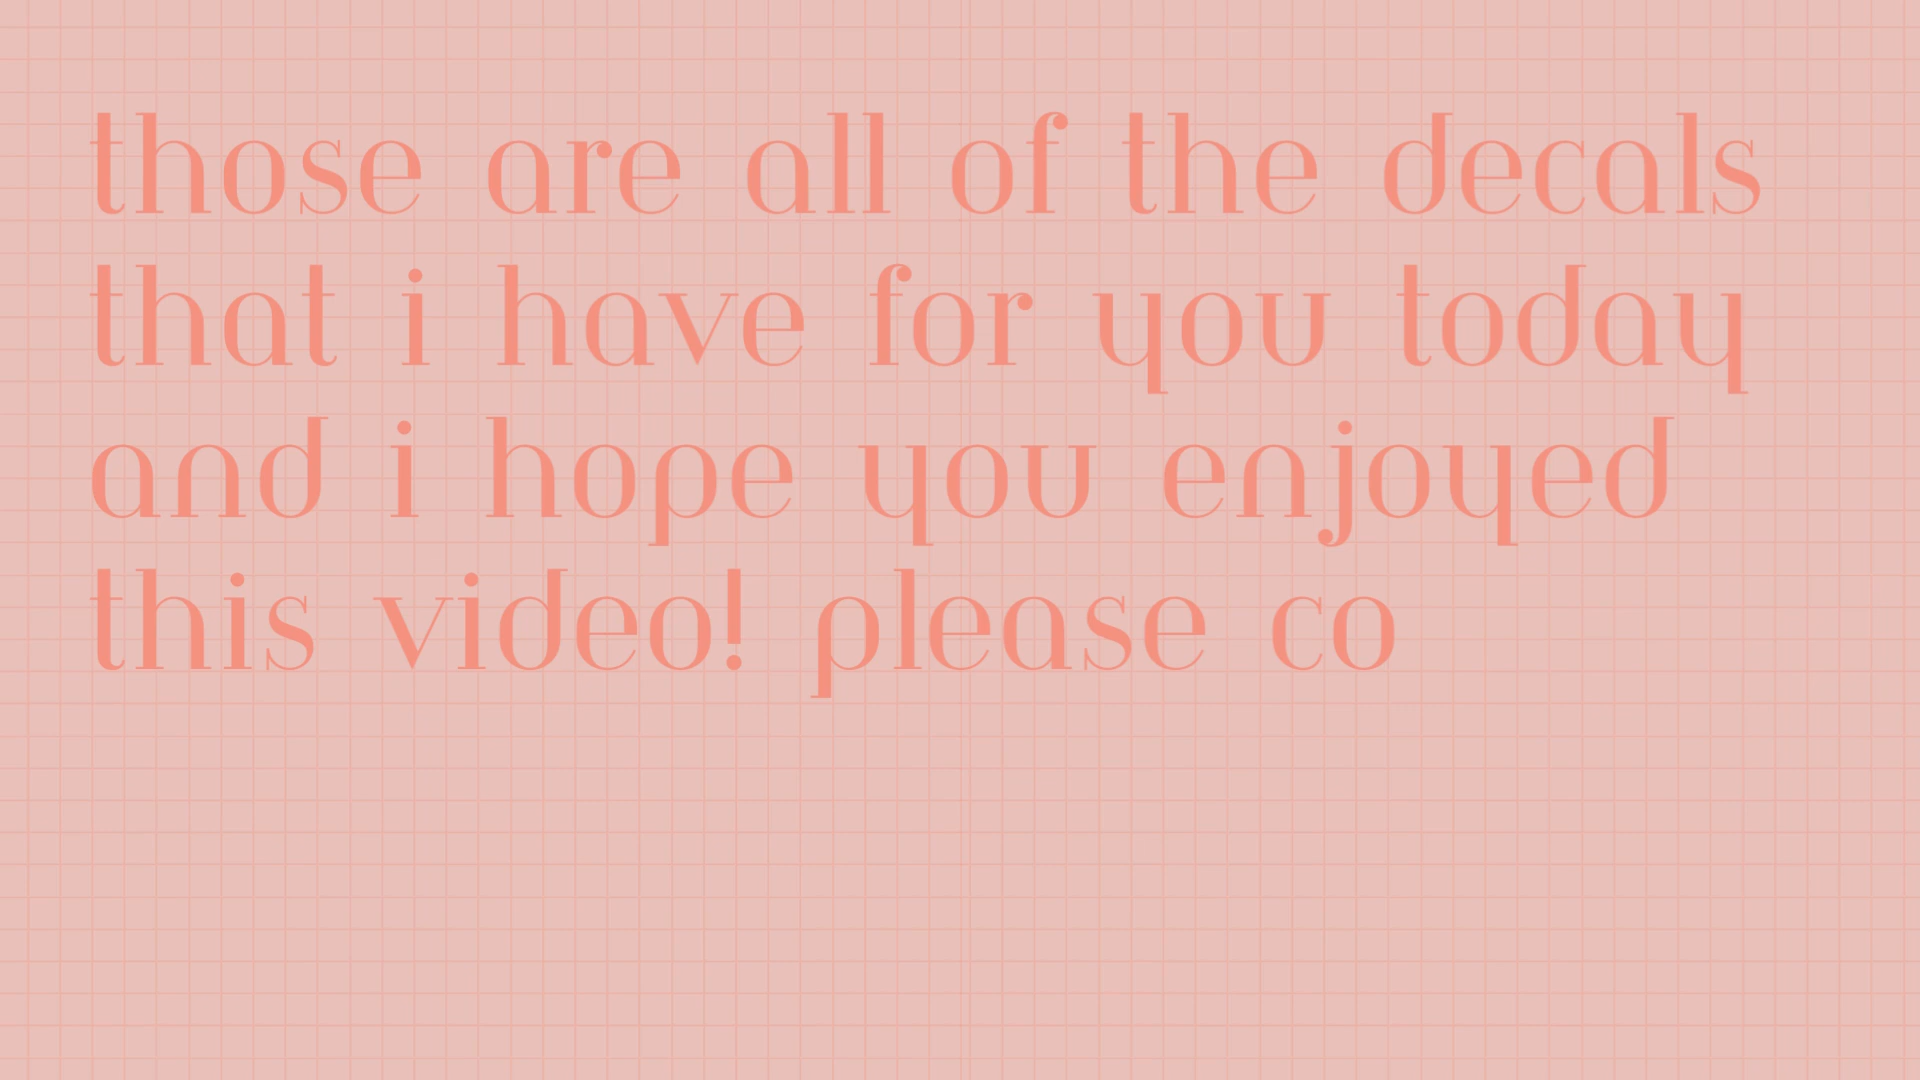 those are all of the decals
that i have for you today
and i hope you enjoyed
this video! please co